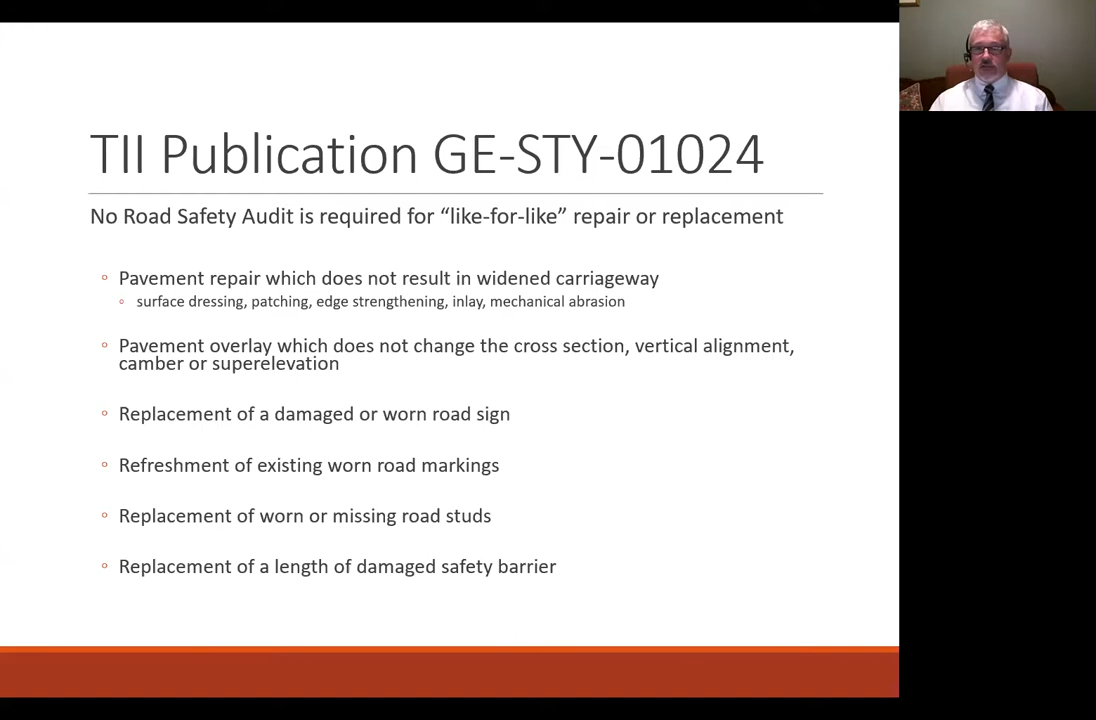 TII Publication GE-STY-01024
No Road Safety Audit is required for “like-for-like” repair or replacement
Pavement repair which does not result in widened carriageway
surface dressing, patching, edge strengthening, inlay, mechanical abrasion
Pavement overlay which does not change the cross section, vertical alignment,
camber or superelevation
Replacement of a damaged or worn road sign
Refreshment of existing worn road markings
Replacement of worn or missing road studs
Replacement of a length of damaged safety barrier